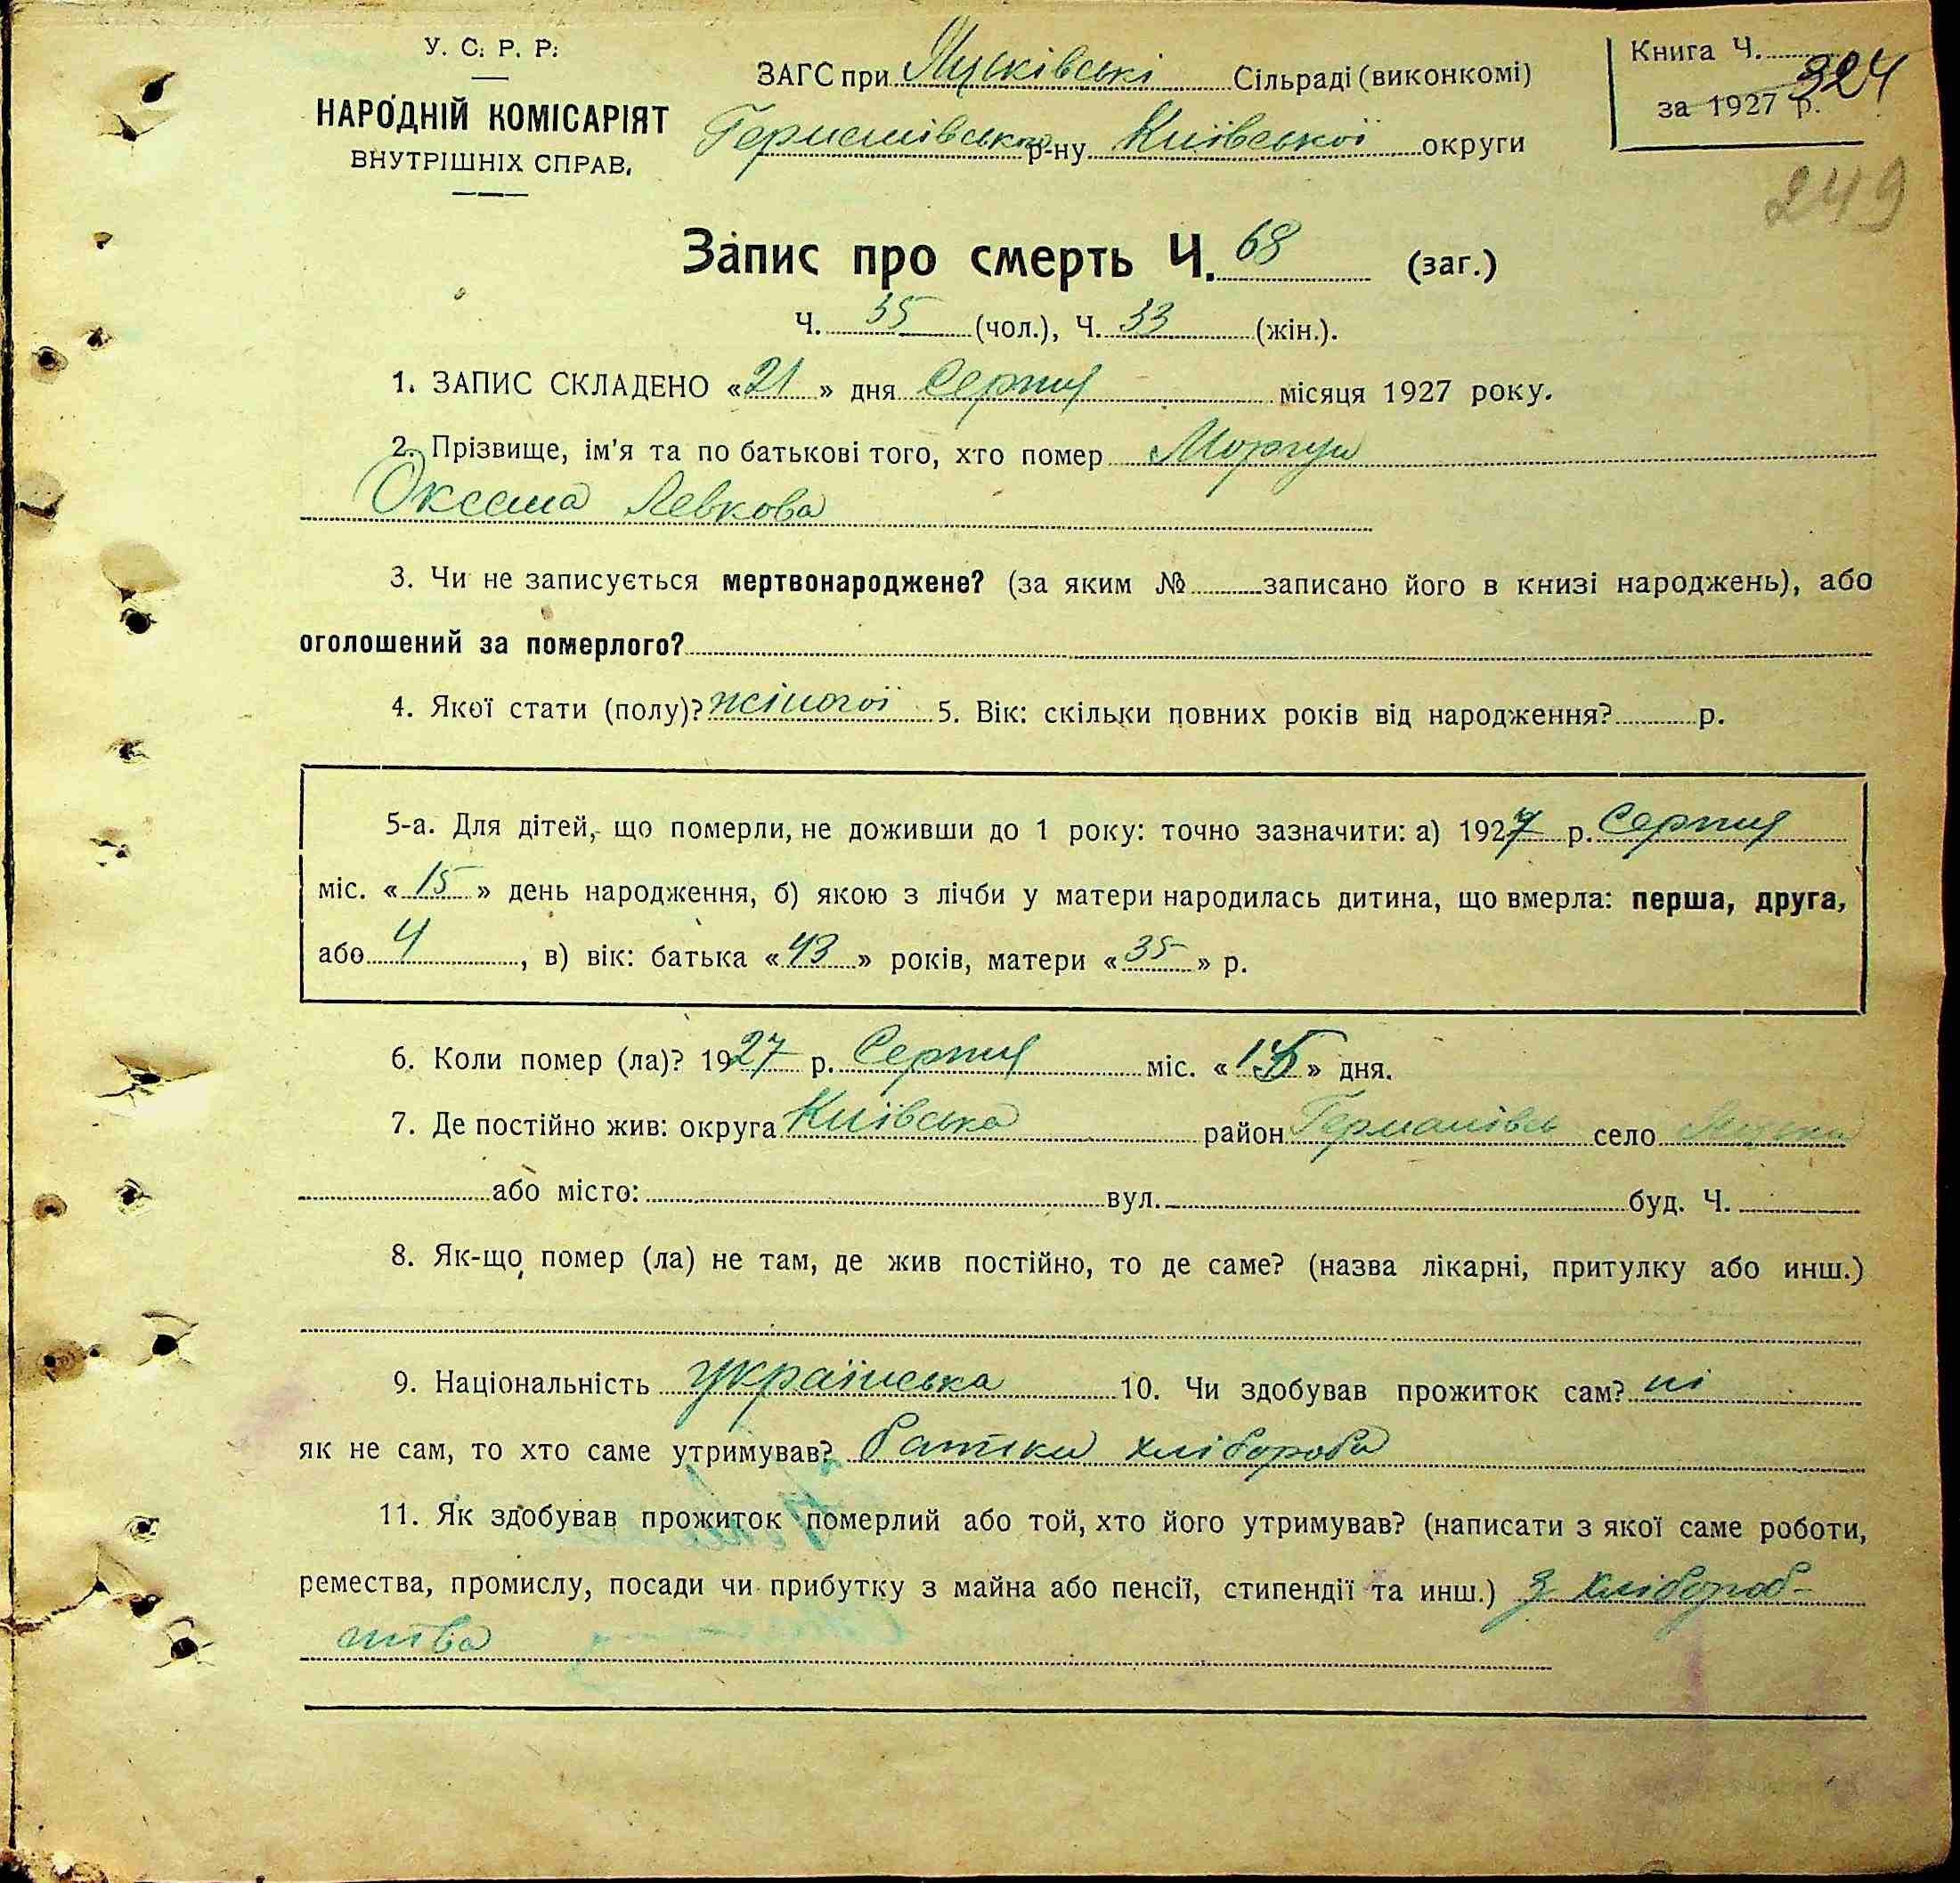 У. С. Р. Р.
НАРОДНІЙ КОМІСАРІЯТ
ВНУТРІШНІХ СПРАВ.
ЗАГС при Пусківські Сільраді (виконкомі)
Германівського р-ну Київської округи
Книга Ч.
за 1927 р.
324
249
Запис про смерть Ч. 68 (заг.)
Ч. 35 (чол.), Ч. 33 (жін.).
1. ЗАПИС СКЛАДЕНО «21» дня Серпня місяця 1927 року.
2. Прізвище, ім'я та по батькові того, хто помер Моргун
Оксана Левкова
3. Чи не записується мертвонароджене? (за яким № записано його в книзі народжень), або
оголошений за померлого?
4. Якої стати (полу)? жіночої 5. Вік: скільки повних років від народження? р.
5-а. Для дітей, що померли, не доживши до 1 року: точно зазначити: а) 1927 р. Серпня
міс. «15» день народження, б) якою з лічби у матери народилась дитина, що вмерла: перша, друга,
або 4, в) вік: батька «43» років, матери «35» р.
6. Коли помер (ла)? 1927 р. Серпня міс. «15» дня.
7. Де постійно жив: округа Київська район Германівсь село
або місто: вул. буд. Ч.
8. Як-що помер (ла) не там, де жив постійно, то де саме? (назва лікарні, притулку або инш.)
9. Національність українська 10. Чи здобував прожиток сам? ні
як не сам, то хто саме утримував? батьки хлібороби
11. Як здобував прожиток померлий або той, хто його утримував? (написати з якої саме роботи,
ремества, промислу, посади чи прибутку з майна або пенсії, стипендії та инш.) З хлібороб-
тва